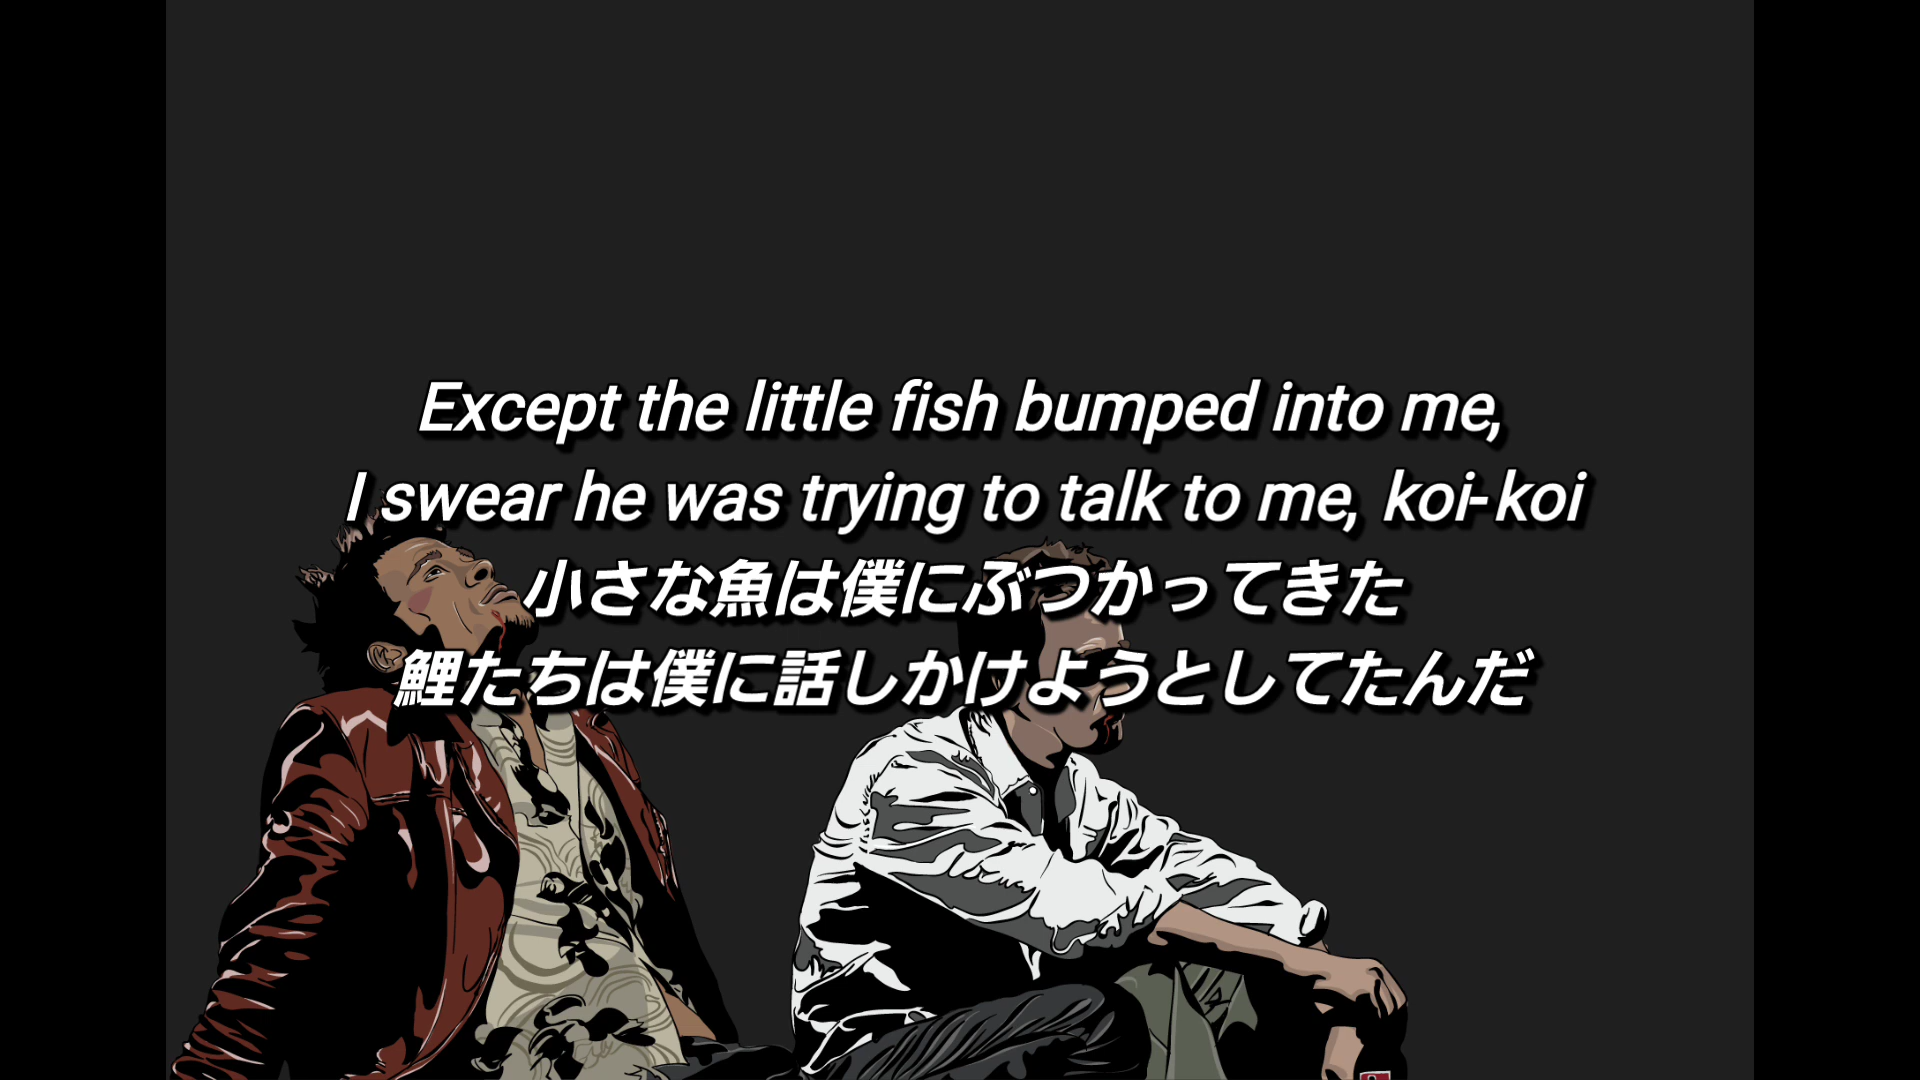 Except the little fish bumped into me,
I swear he was trying to talk to me, koi-koi
小さな魚は僕にぶつかってきた
鯉たちは僕に話しかけようとしてたんだ